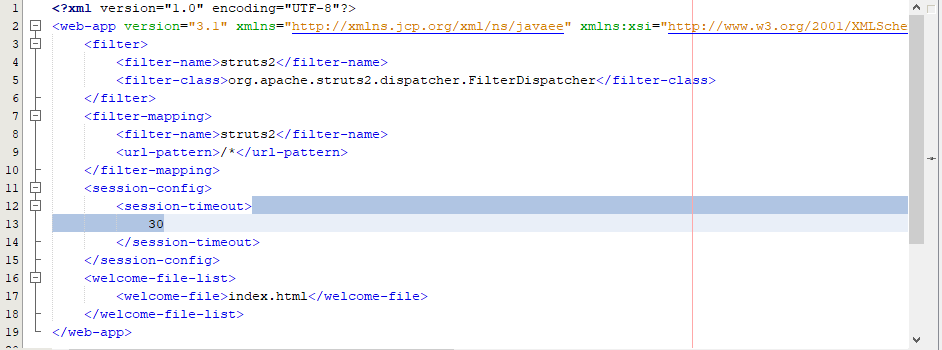 1 <?xml version="1.0" encoding="UTF-8"?>
2 <web-app version="3.1" xmlns="http://xmlns.jcp.org/xml/ns/javaee" xmlns:xsi="http://www.w3.org/2001/XMLSche
3 <filter>
4 <filter-name>struts2</filter-name>
5 <filter-class>org.apache.struts2.dispatcher.FilterDispatcher</filter-class>
6 </filter>
7 <filter-mapping>
8 <filter-name>struts2</filter-name>
9 <url-pattern>/*</url-pattern>
10 </filter-mapping>
11 <session-config>
12 <session-timeout>
13 30
14 </session-timeout>
15 </session-config>
16 <welcome-file-list>
17 <welcome-file>index.html</welcome-file>
18 </welcome-file-list>
19 </web-app>